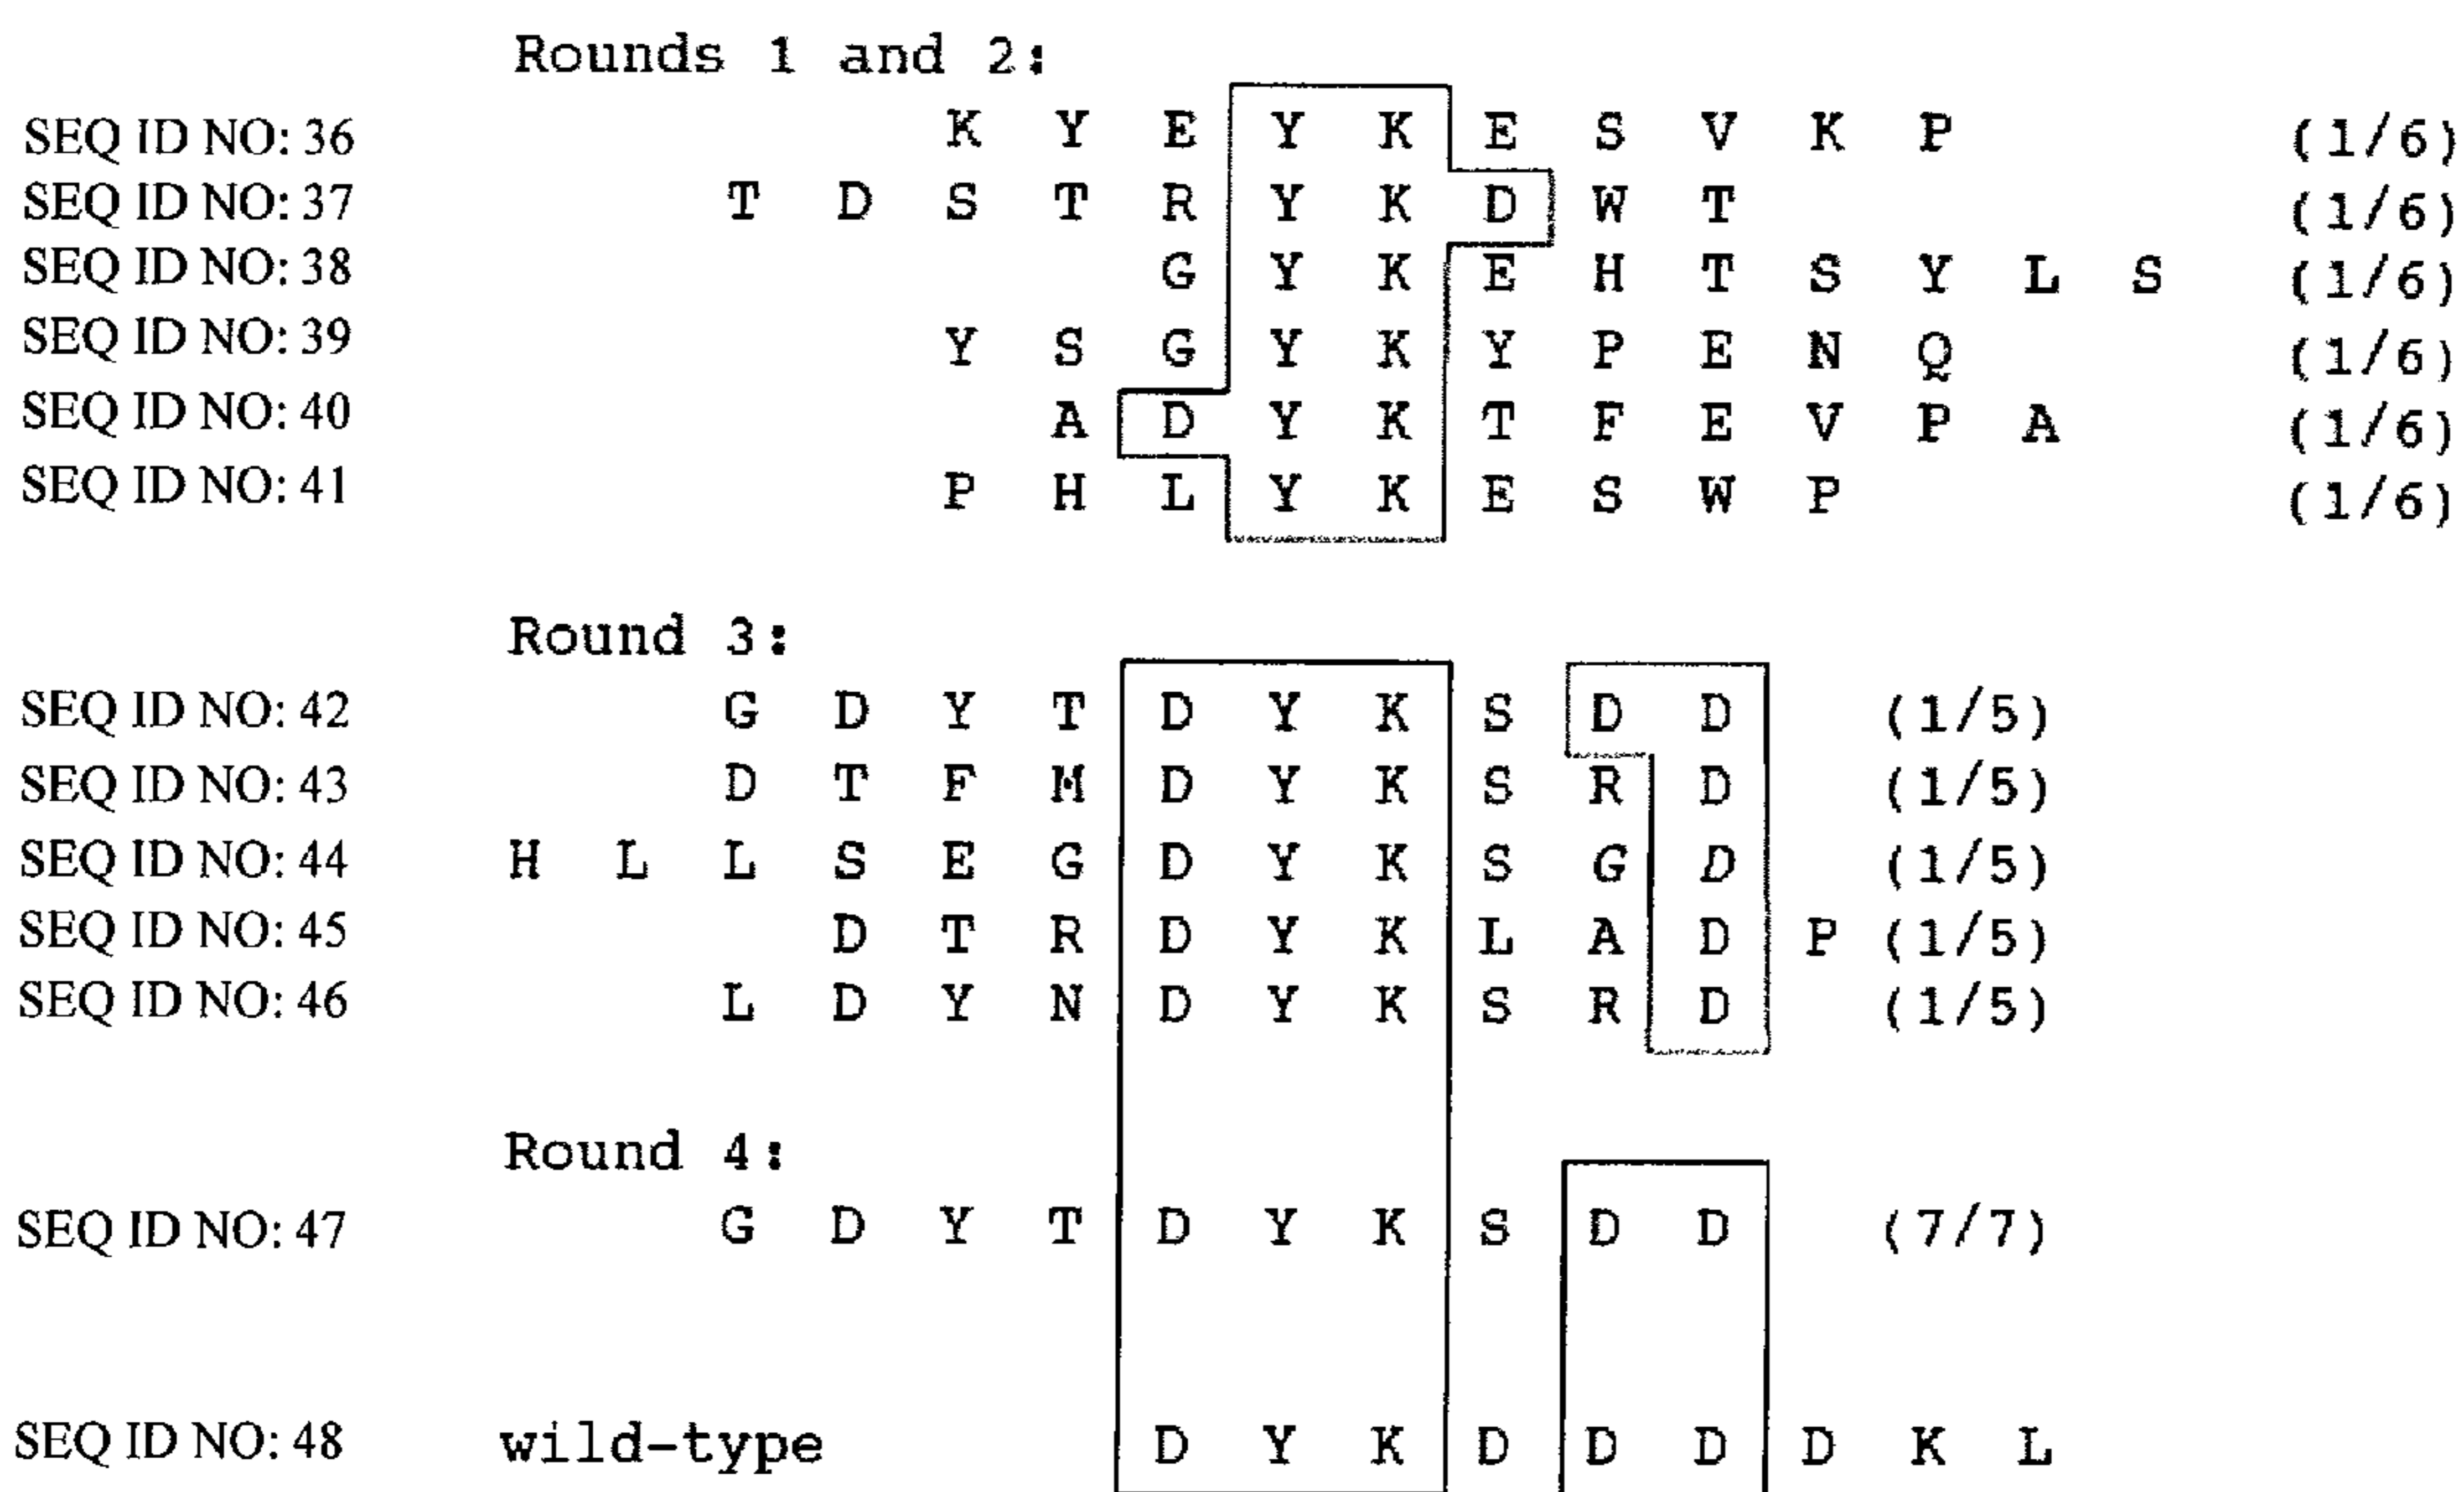 Rounds 1 and 2:
SEQ ID NO: 36 K Y E Y K E S V K P (1/6)
SEQ ID NO: 37 T D S T R Y K D W T (1/6)
SEQ ID NO: 38 G Y K E H T S Y L S (1/6)
SEQ ID NO: 39 Y S G Y K Y P E N Q (1/6)
SEQ ID NO: 40 A D Y K T F E V P A (1/6)
SEQ ID NO: 41 P H L Y K E S W P (1/6)
Round 3:
SEQ ID NO: 42 G D Y T D Y K S D D (1/5)
SEQ ID NO: 43 D T F M D Y K S R D (1/5)
SEQ ID NO: 44 H L L S E G D Y K S G D (1/5)
SEQ ID NO: 45 D T R D Y K L A D P (1/5)
SEQ ID NO: 46 L D Y N D Y K S R D (1/5)
Round 4:
SEQ ID NO: 47 G D Y T D Y K S D D (7/7)
SEQ ID NO: 48 wild-type D Y K D D D D K L